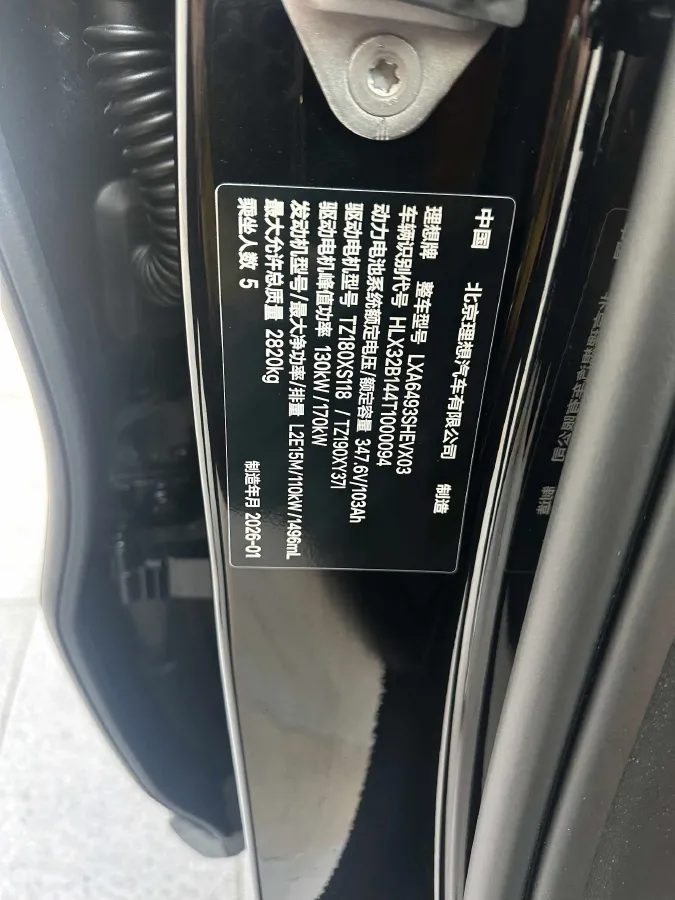 中国 北京理想汽车有限公司 制造
理想牌 整车型号 LXA6493SHEVX03
车辆识别代号 HLX32B144T1000094
动力电池系统额定电压/额定容量 347.6V/103Ah
驱动电机型号 TZ180XS118 / TZ190XY371
驱动电机峰值功率 130kW / 170kW
发动机型号/最大净功率/排量 L2E15M/110kW/1496mL
最大允许总质量 2820kg
乘坐人数 5 制造年月 2026-01